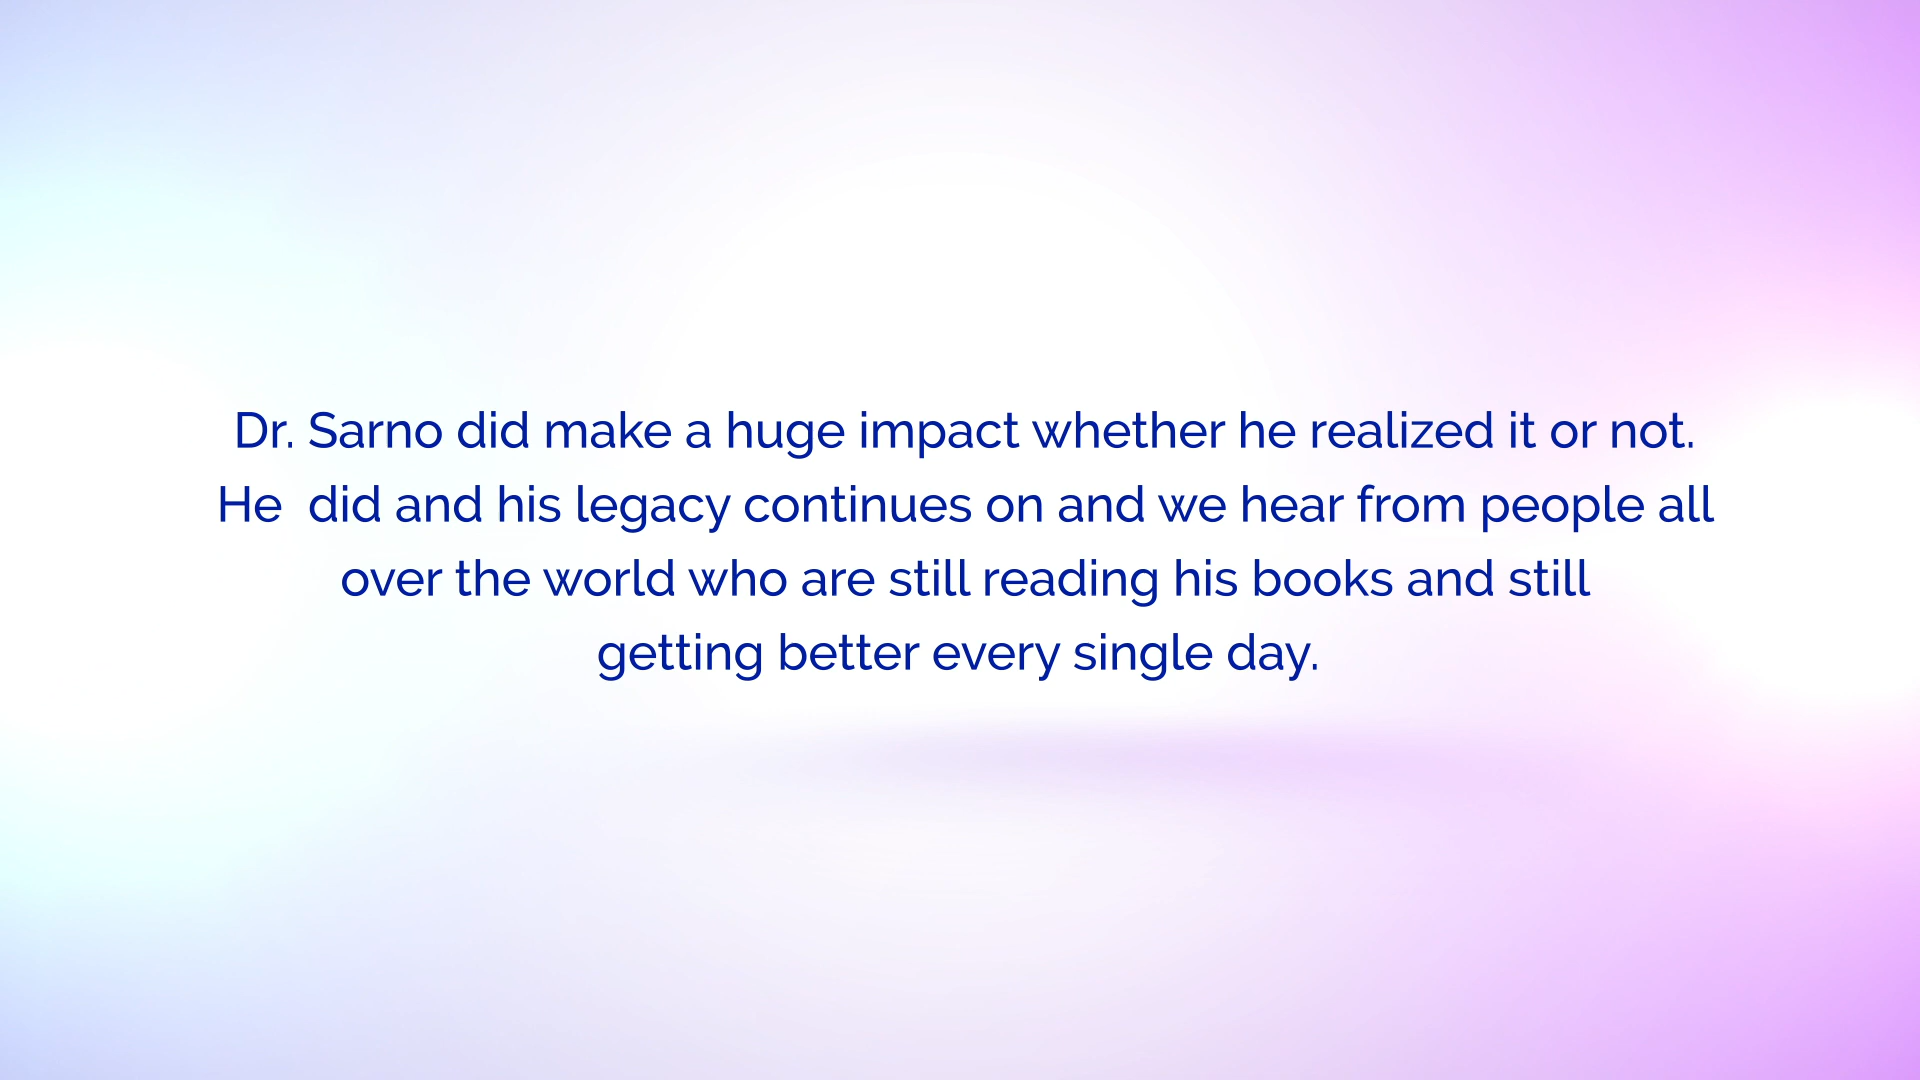 Dr. Sarno did make a huge impact whether he realized it or not.
He  did and his legacy continues on and we hear from people all
over the world who are still reading his books and still
getting better every single day.